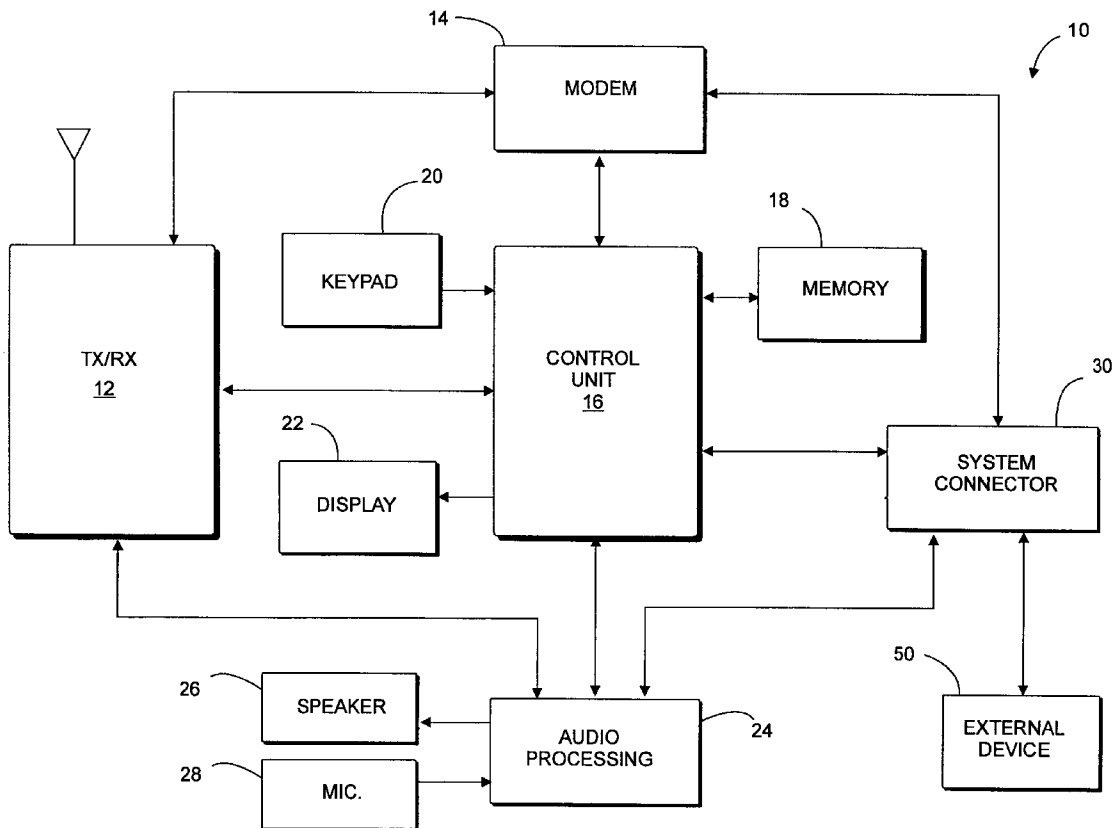 14
MODEM
10
20
KEYPAD
18
MEMORY
TX/RX
12
CONTROL
UNIT
16
22
DISPLAY
30
SYSTEM
CONNECTOR
26
SPEAKER
28
MIC.
AUDIO
PROCESSING
24
50
EXTERNAL
DEVICE